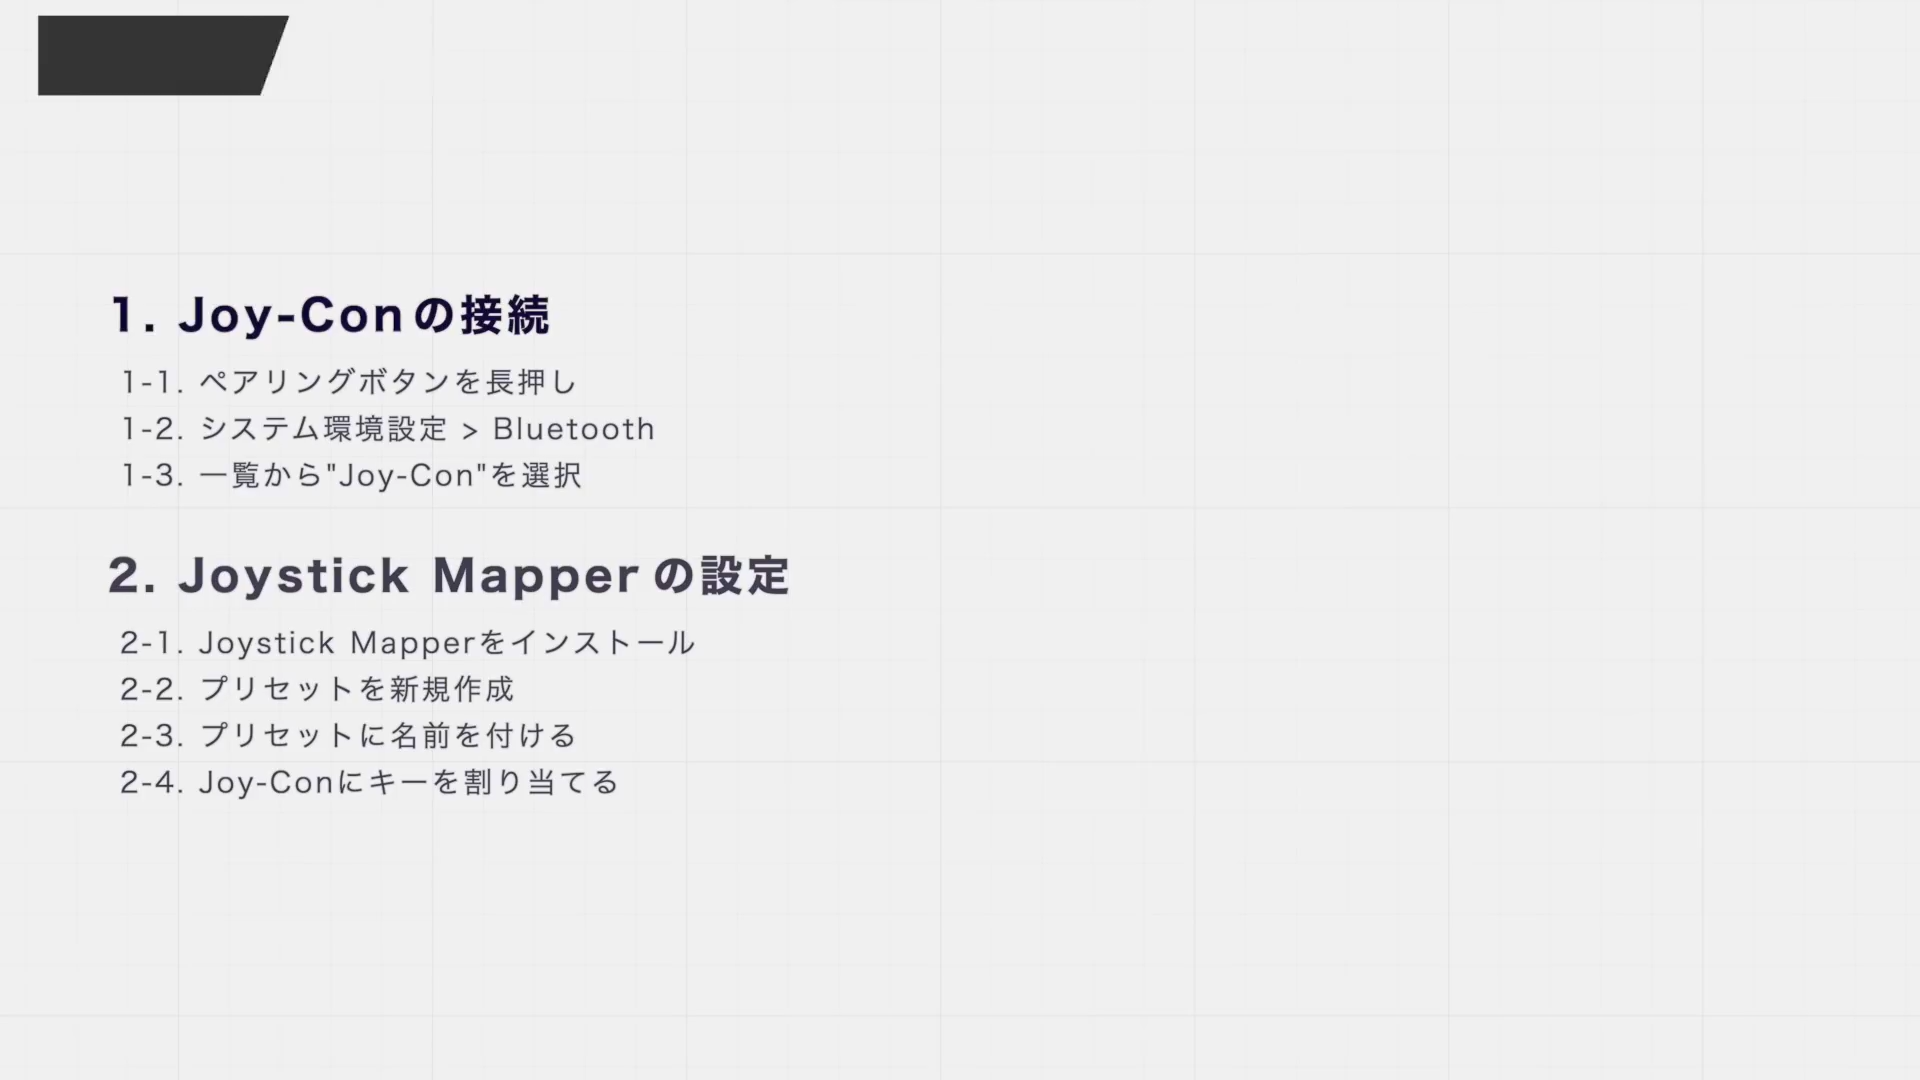 1. Joy-Conの接続
1-1. ペアリングボタンを長押し
1-2. システム環境設定 > Bluetooth
1-3. 一覧から"Joy-Con"を選択
2. Joystick Mapperの設定
2-1. Joystick Mapperをインストール
2-2. プリセットを新規作成
2-3. プリセットに名前を付ける
2-4. Joy-Conにキーを割り当てる